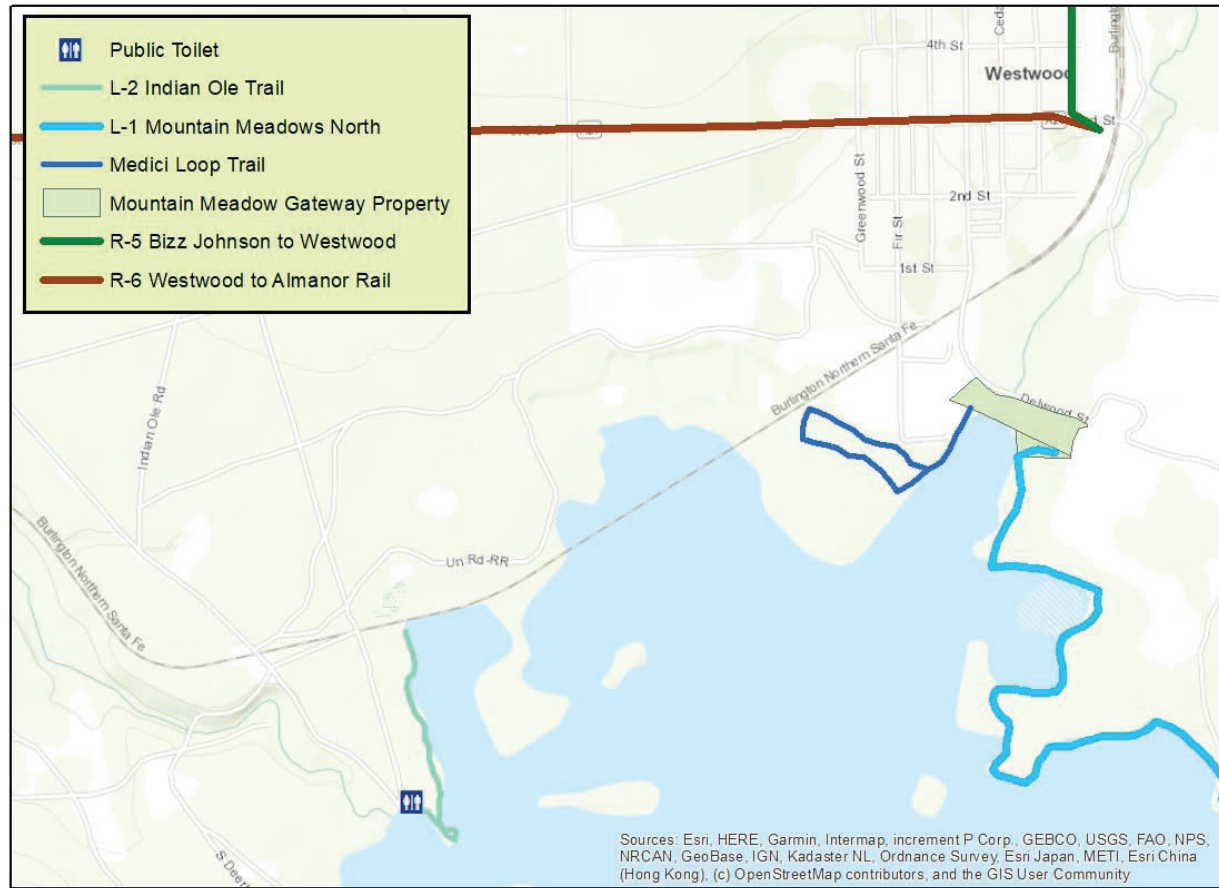 Public Toilet
L-2 Indian Ole Trail
L-1 Mountain Meadows North
Medici Loop Trail
Mountain Meadow Gateway Property
R-5 Bizz Johnson to Westwood
R-6 Westwood to Almanor Rail
4th St
Westwood
St
2nd St
Greenwood St
Fir St
1st St
Burlington Northern Santa Fe
Delwood St
Indian Ole Rd
Un Rd-RR
Burlington Northern Santa Fe
Sources: Esri, HERE, Garmin, Intermap, increment P Corp., GEBCO, USGS, FAO, NPS,
NRCAN, GeoBase, IGN, Kadaster NL, Ordnance Survey, Esri Japan, METI, Esri China
(Hong Kong), (c) OpenStreetMap contributors, and the GIS User Community